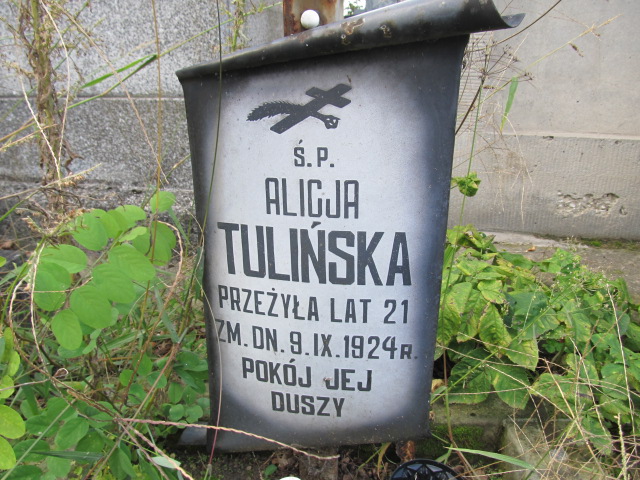 Ś.P.
ALICJA
TULIŃSKA
PRZEŻYŁA LAT 21
ZM. DN. 9. IX. 1924 R.
POKÓJ JEJ
DUSZY